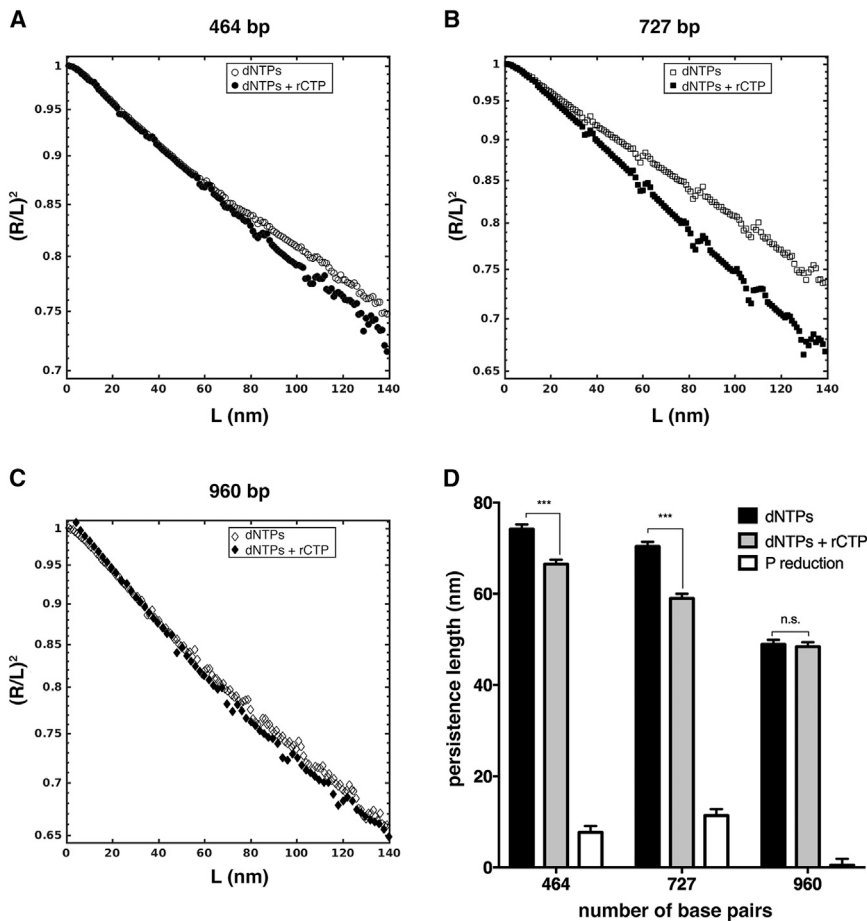 A
464 bp
1
0.95
0.9
0.85
0.8
0.75
0.7
(R/L)²
0 20 40 60 80 100 120 140
L (nm)
dNTPs
dNTPs + rCTP
B
727 bp
1
0.95
0.9
0.85
0.8
0.75
0.7
0.65
(R/L)²
0 20 40 60 80 100 120 140
L (nm)
dNTPs
dNTPs + rCTP
C
960 bp
1
0.95
0.9
0.85
0.8
0.75
0.7
0.65
(R/L)²
0 20 40 60 80 100 120 140
L (nm)
dNTPs
dNTPs + rCTP
D
80
60
40
20
0
persistence length (nm)
***
***
n.s.
dNTPs
dNTPs + rCTP
P reduction
464 727 960
number of base pairs